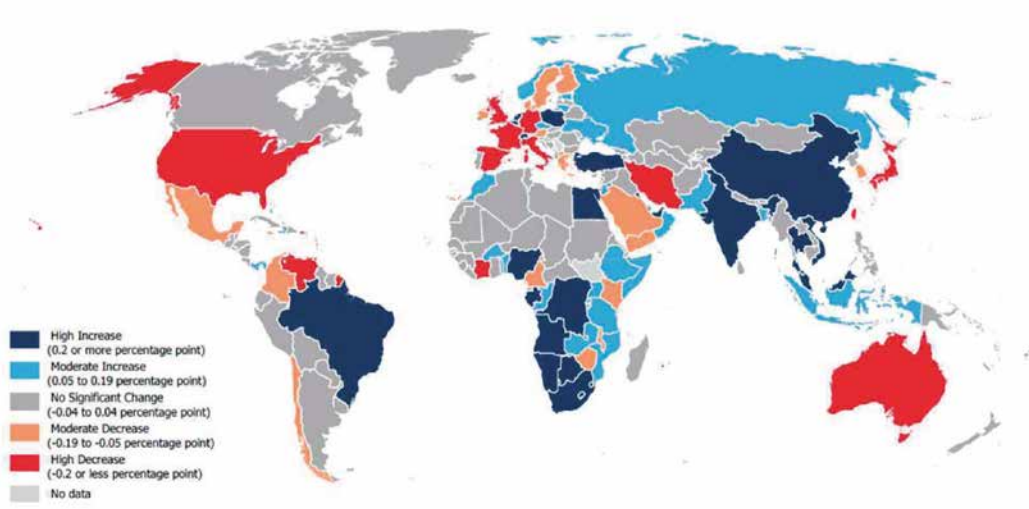 High Increase
(0.2 or more percentage point)
Moderate Increase
(0.05 to 0.19 percentage point)
No Significant Change
(-0.04 to 0.04 percentage point)
Moderate Decrease
(-0.19 to -0.05 percentage point)
High Decrease
(-0.2 or less percentage point)
No data